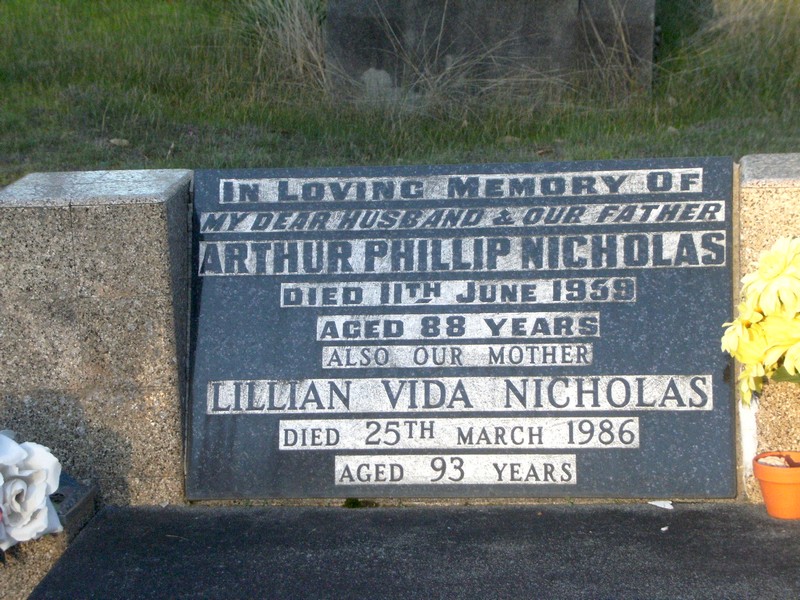 IN LOVING MEMORY OF
MY DEAR HUSBAND & OUR FATHER
ARTHUR PHILLIP NICHOLAS
DIED 11TH JUNE 1959
AGED 88 YEARS
ALSO OUR MOTHER
LILLIAN VIDA NICHOLAS
DIED 25TH MARCH 1986
AGED 93 YEARS